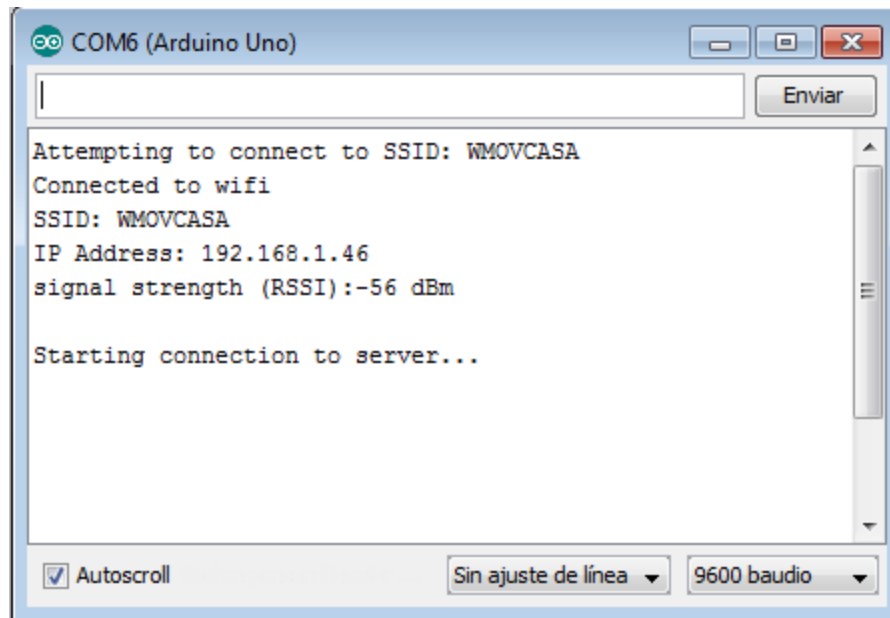 COM6 (Arduino Uno)
Enviar
Attempting to connect to SSID: WMOVCASA
Connected to wifi
SSID: WMOVCASA
IP Address: 192.168.1.46
signal strength (RSSI):-56 dBm
Starting connection to server...
Autoscroll
Sin ajuste de línea
9600 baudio